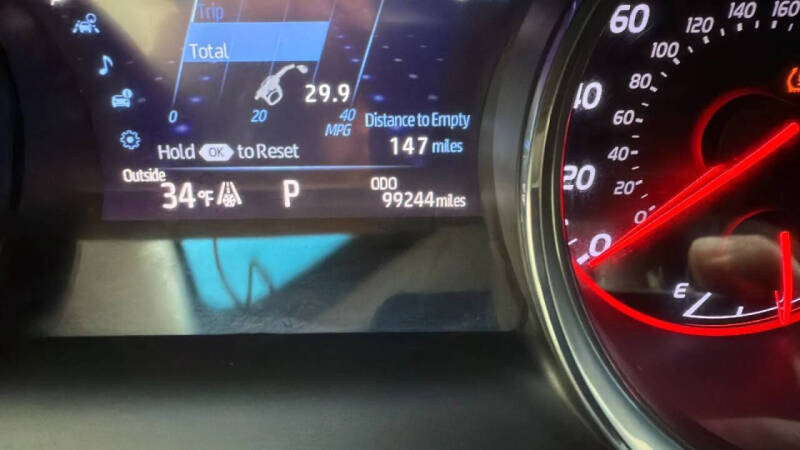 Trip
Total
29.9
0 20 40
MPG
Distance to Empty
147 miles
Hold OK to Reset
Outside
34°F
P
ODO
99244 miles
60
40
20
0
160
140
120
100
80
60
40
20
0
E